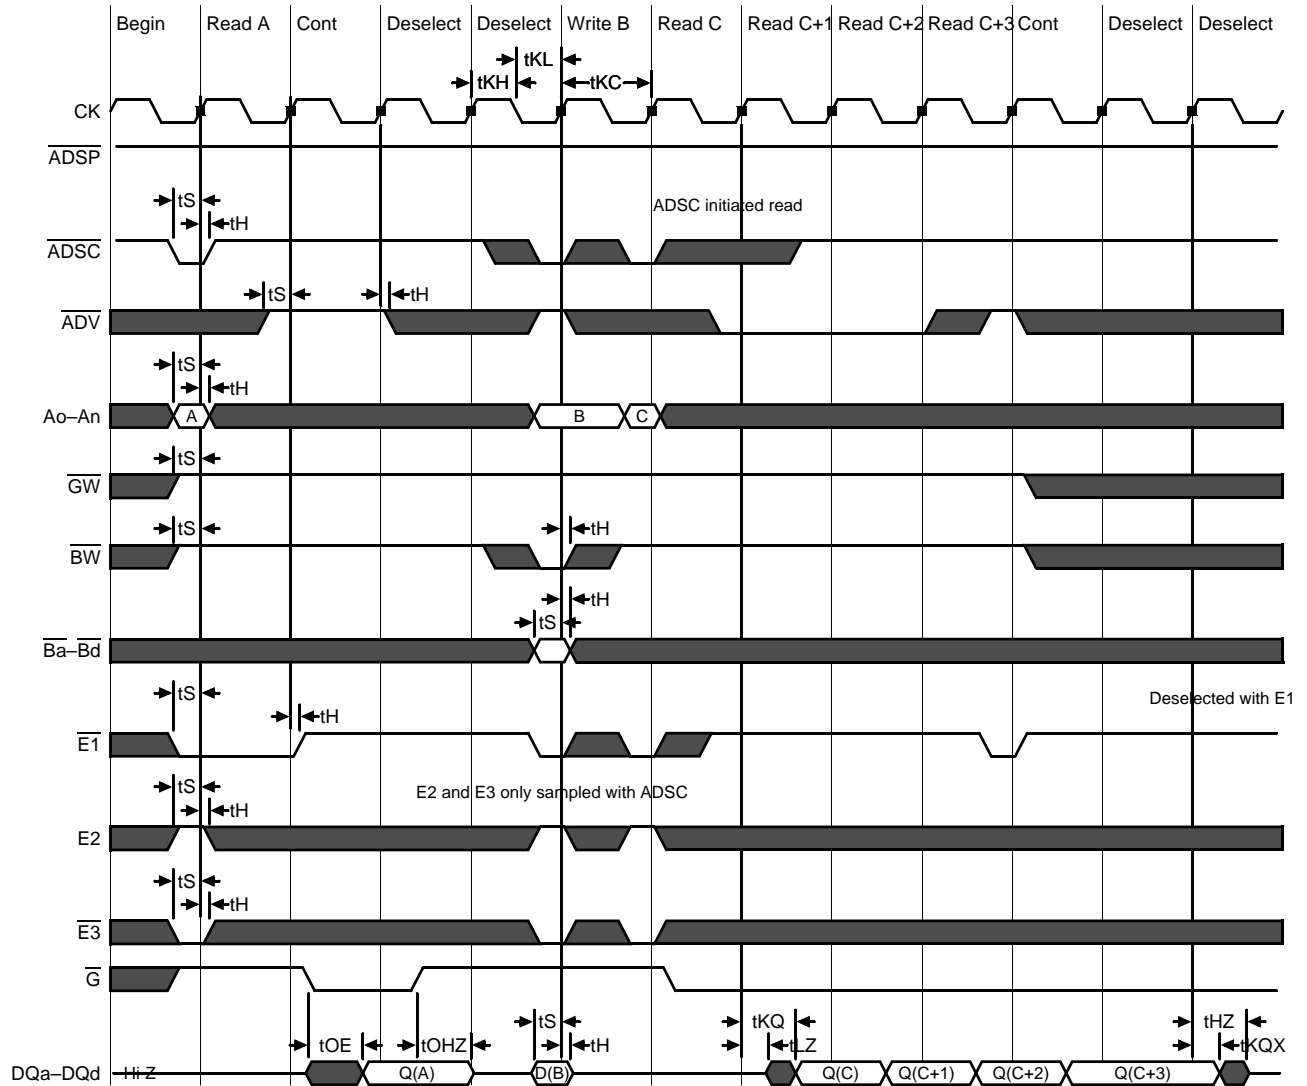 Begin Read A Cont Deselect Deselect Write B Read C Read C+1 Read C+2 Read C+3 Cont Deselect Deselect
tKL
tKH tKC
CK
ADSP
tS ADSC initiated read
tH
ADSC
tS tH
ADV
tS
tH
Ao–An A B C
tS
GW
tS tH
BW
tH
tS
Ba–Bd
tS Deselected with E1
tH
E1
tS E2 and E3 only sampled with ADSC
tH
E2
tS
tH
E3
G
tS tKQ tHZ
tOE tOHZ tH tLZ tKQX
DQa–DQd Hi-Z Q(A) D(B) Q(C) Q(C+1) Q(C+2) Q(C+3)